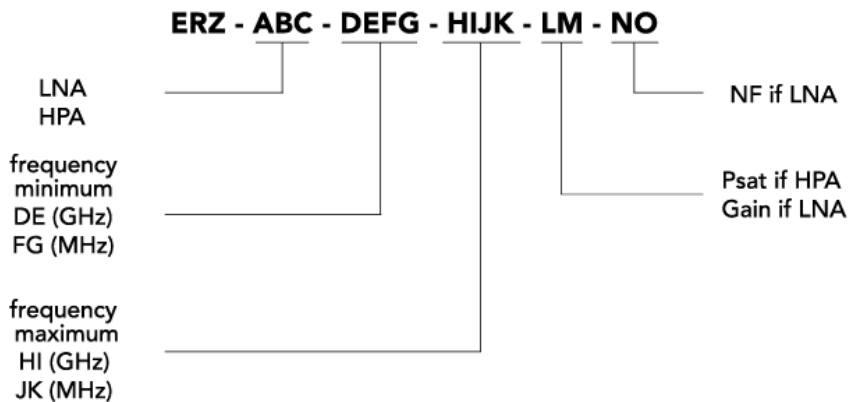 ERZ - ABC - DEFG - HIJK - LM - NO
LNA
HPA
frequency
minimum
DE (GHz)
FG (MHz)
frequency
maximum
HI (GHz)
JK (MHz)
NF if LNA
Psat if HPA
Gain if LNA